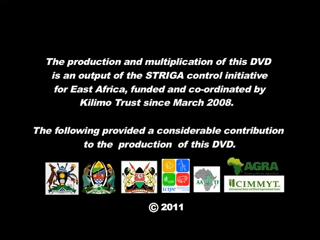 The production and multiplication of this DVD
is an output of the STRIGA control initiative
for East Africa, funded and co-ordinated by
Kilimo Trust since March 2008.
The following provided a considerable contribution
to the production of this DVD.
icipe
AATF
AGRA
CIMMYT.
© 2011